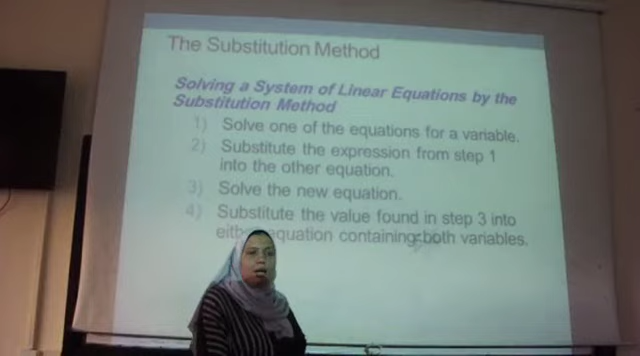 The Substitution Method
Solving a System of Linear Equations by the
Substitution Method
1) Solve one of the equations for a variable.
2) Substitute the expression from step 1
into the other equation.
3) Solve the new equation.
4) Substitute the value found in step 3 into
equation containing both variables.